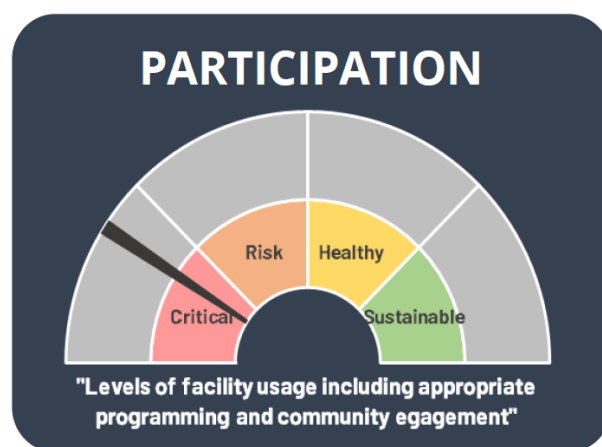 PARTICIPATION
Risk
Healthy
Critical
Sustainable
"Levels of facility usage including appropriate
programming and community egagement"